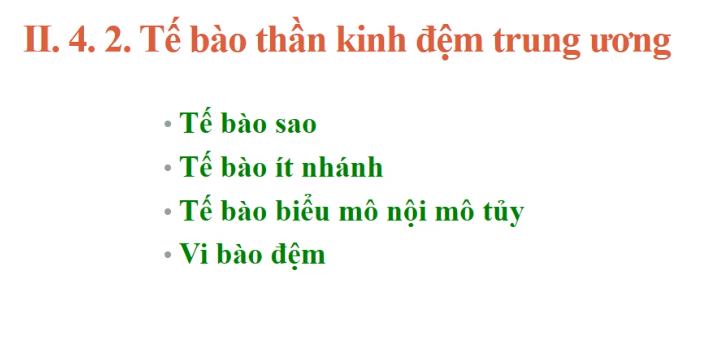 II. 4. 2. Tế bào thần kinh đệm trung ương
• Tế bào sao
• Tế bào ít nhánh
• Tế bào biểu mô nội mô tủy
• Vi bào đệm